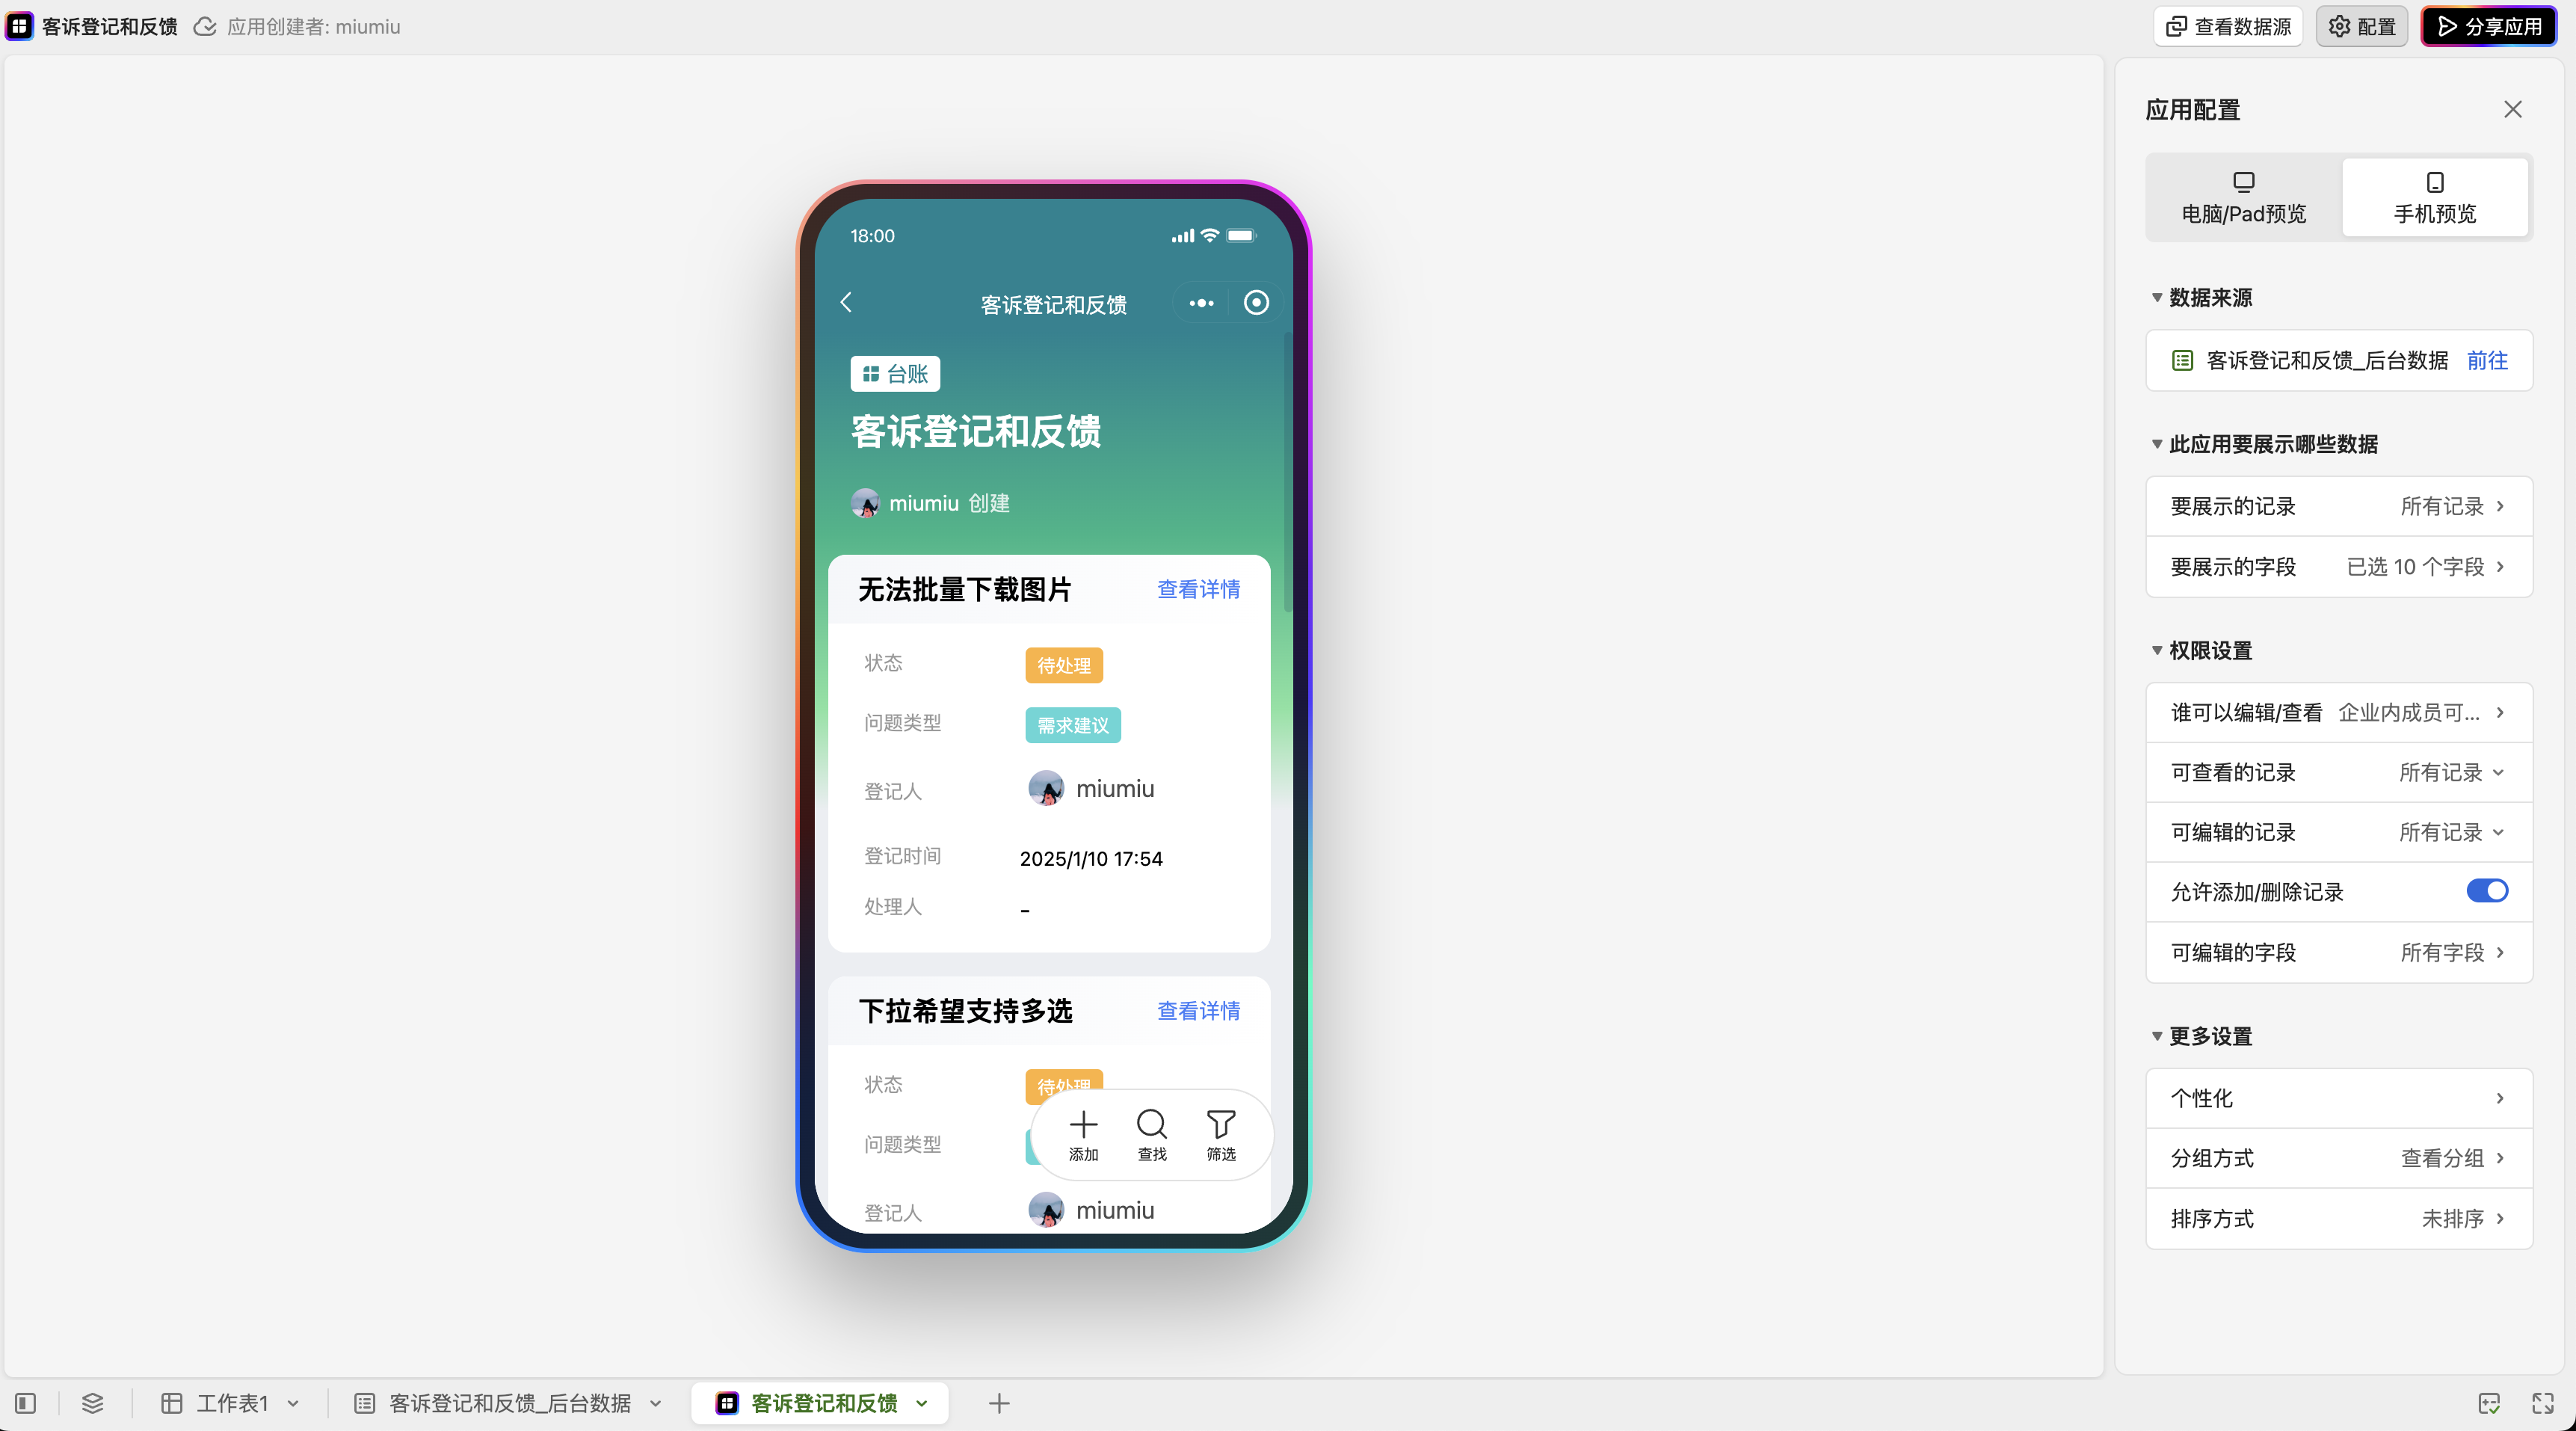 客诉登记和反馈 应用创建者: miumiu
查看数据源 配置 分享应用
18:00
客诉登记和反馈
台账
客诉登记和反馈
miumiu 创建
无法批量下载图片 查看详情
状态 待处理
问题类型 需求建议
登记人 miumiu
登记时间 2025/1/10 17:54
处理人 -
下拉希望支持多选 查看详情
状态 待处理
问题类型
登记人 miumiu
添加 查找 筛选
应用配置
电脑/Pad预览 手机预览
数据来源
客诉登记和反馈_后台数据 前往
此应用要展示哪些数据
要展示的记录 所有记录
要展示的字段 已选 10 个字段
权限设置
谁可以编辑/查看 企业内成员可...
可查看的记录 所有记录
可编辑的记录 所有记录
允许添加/删除记录
可编辑的字段 所有字段
更多设置
个性化
分组方式 查看分组
排序方式 未排序
工作表1 客诉登记和反馈_后台数据 客诉登记和反馈